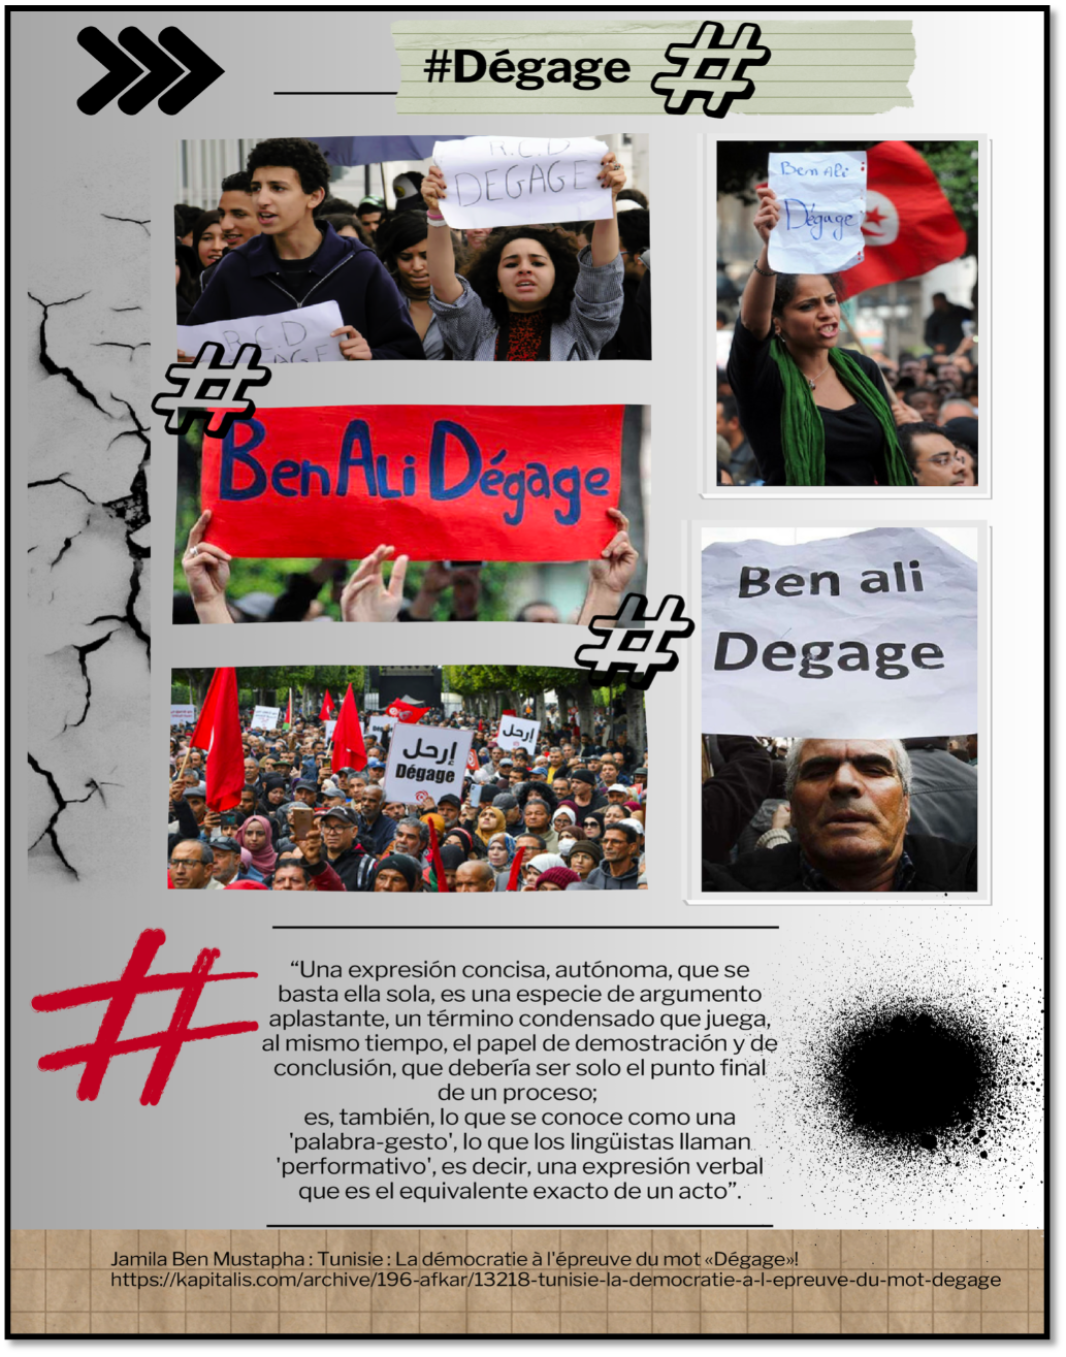 #Dégage
R.C.D
DEGAGE
R.C.D
DEGAGE
Ben Ali
Dégage
Ben Ali Dégage
Ben ali
Dégage
إرحل
Dégage
إرحل
“Una expresión concisa, autónoma, que se
basta ella sola, es una especie de argumento
aplastante, un término condensado que juega,
al mismo tiempo, el papel de demostración y de
conclusión, que debería ser solo el punto final
de un proceso;
es, también, lo que se conoce como una
'palabra-gesto', lo que los lingüistas llaman
'performativo', es decir, una expresión verbal
que es el equivalente exacto de un acto”.
Jamila Ben Mustapha : Tunisie : La démocratie à l'épreuve du mot «Dégage»!
https://kapitalis.com/archive/196-afkar/13218-tunisie-la-democratie-a-l-epreuve-du-mot-degage